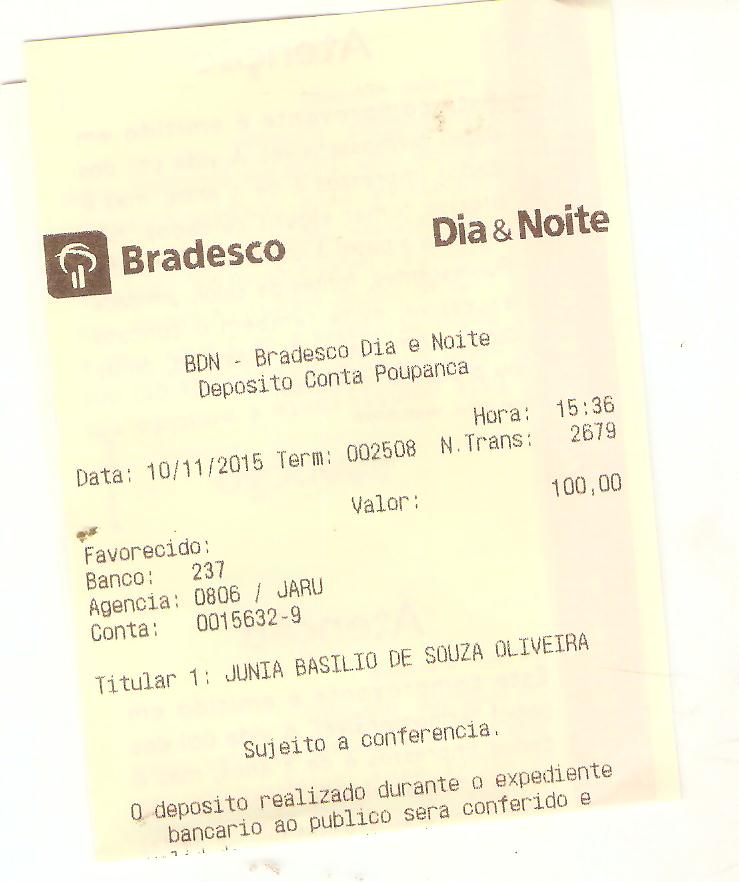 Bradesco Dia & Noite
BDN - Bradesco Dia e Noite
Deposito Conta Poupanca
Hora: 15:36
Data: 10/11/2015 Term: 002508 N.Trans: 2679
Valor: 100,00
Favorecido:
Banco: 237
Agencia: 0806 / JARU
Conta: 0015632-9
Titular 1: JUNIA BASILIO DE SOUZA OLIVEIRA
Sujeito a conferencia.
O deposito realizado durante o expediente
bancario ao publico sera conferido e